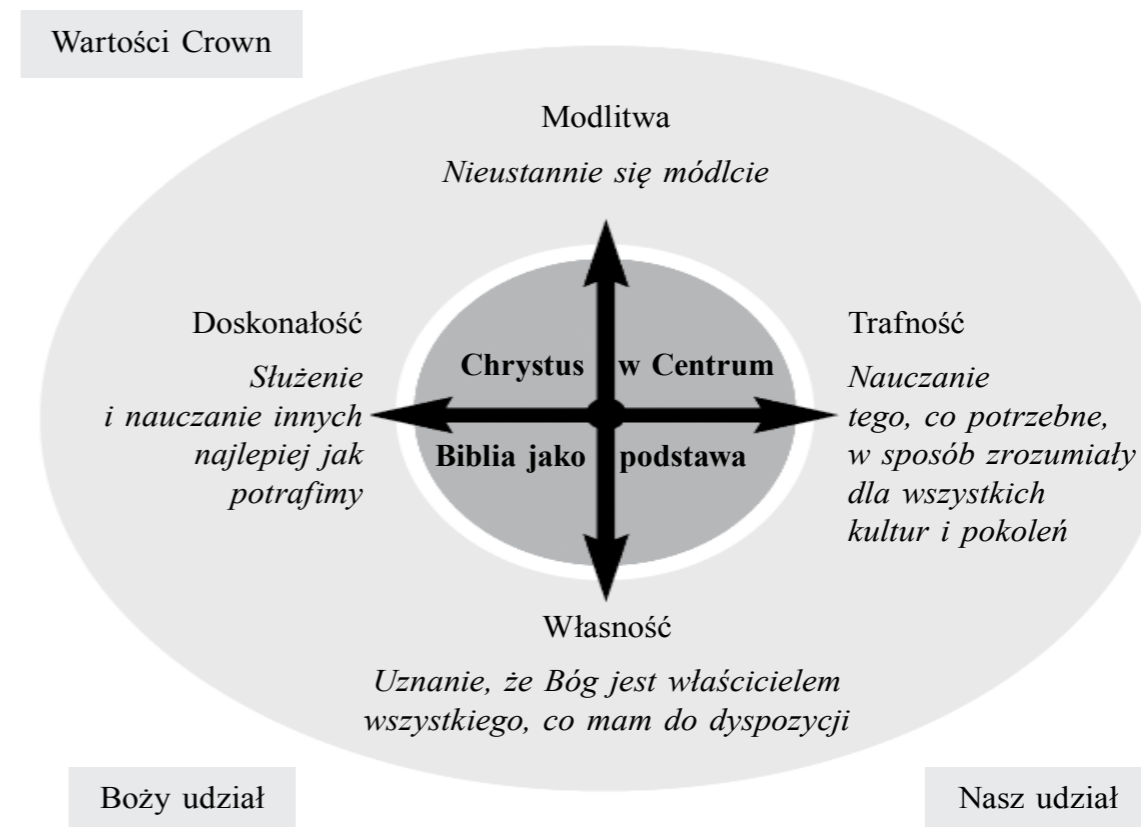 Wartości Crown
Modlitwa
Nieustannie się módlcie
Doskonałość
Służenie
i nauczanie innych
najlepiej jak
potrafimy
Chrystus w Centrum
Biblia jako podstawa
Trafność
Nauczanie
tego, co potrzebne,
w sposób zrozumiały
dla wszystkich
kultur i pokoleń
Własność
Uznanie, że Bóg jest właścicielem
wszystkiego, co mam do dyspozycji
Boży udział
Nasz udział